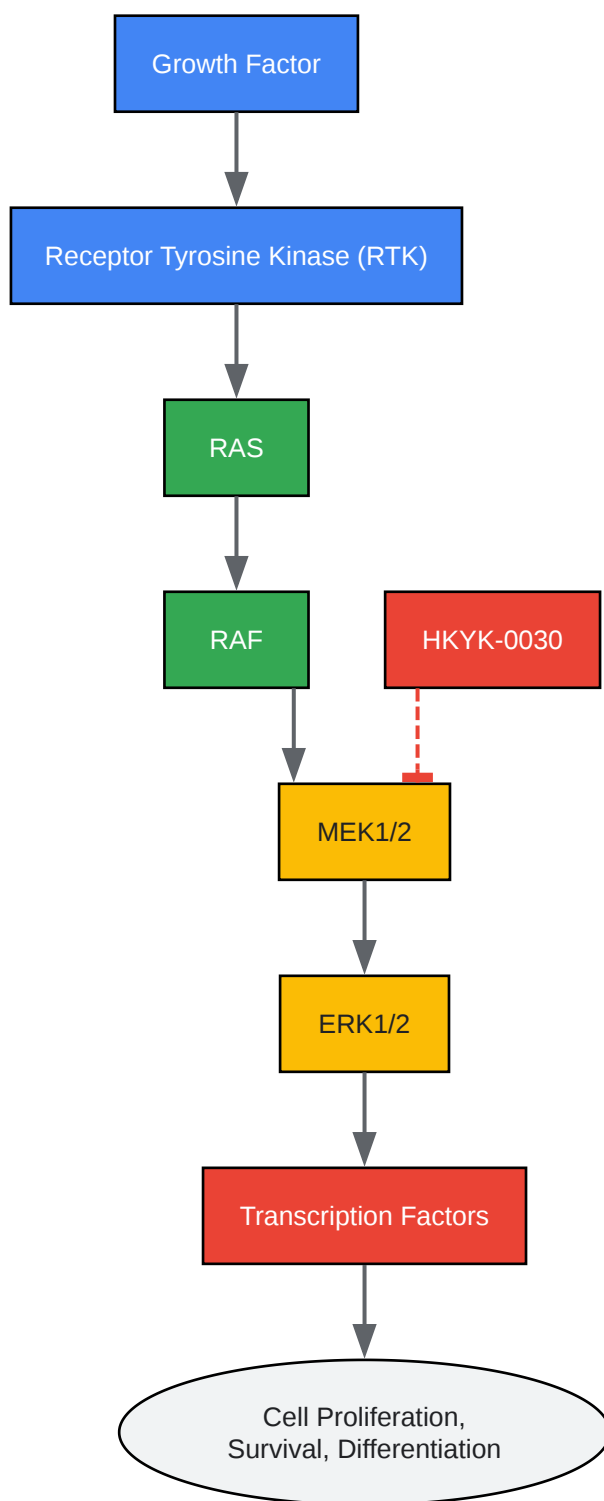 Growth Factor
Receptor Tyrosine Kinase (RTK)
RAS
RAF
HKYK-0030
MEK1/2
ERK1/2
Transcription Factors
Cell Proliferation,
Survival, Differentiation